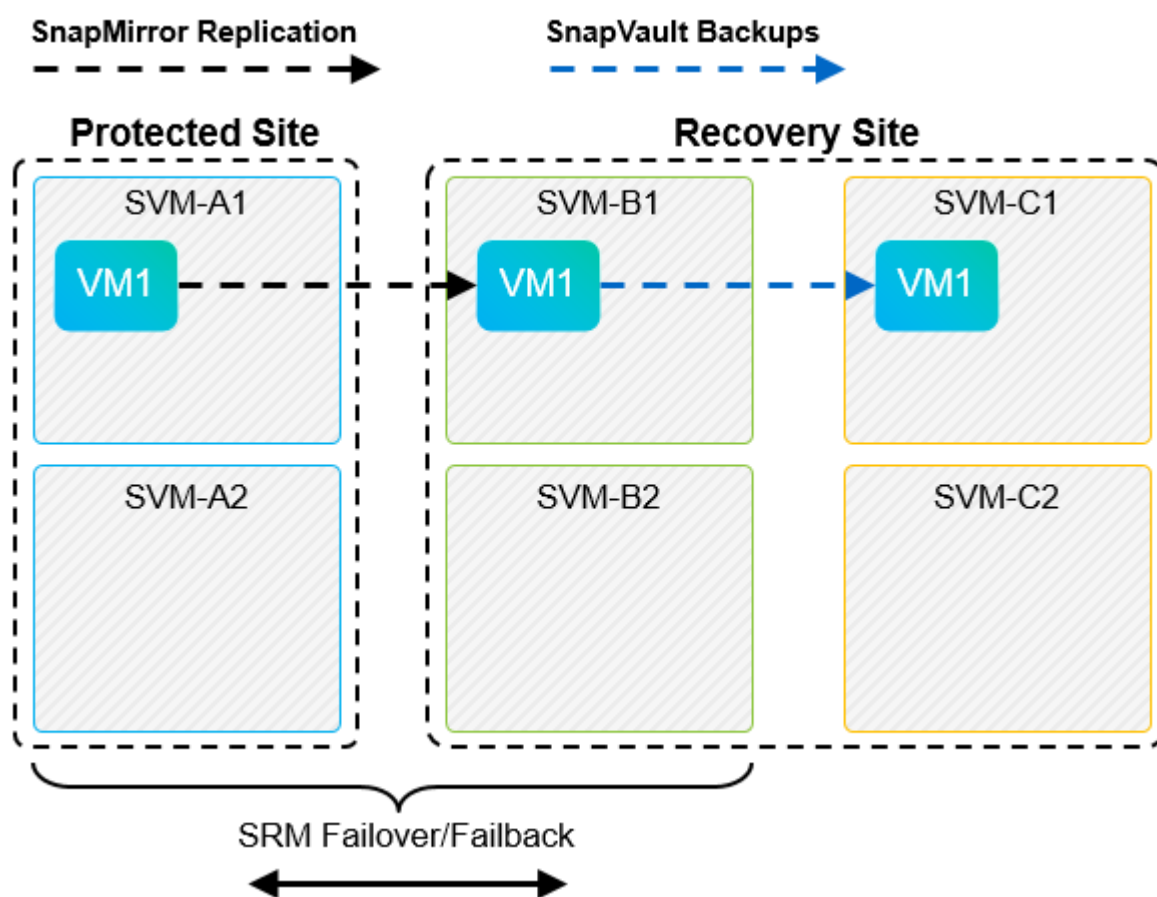 SnapMirror Replication
SnapVault Backups
Protected Site
Recovery Site
SVM-A1
SVM-B1
SVM-C1
VM1
VM1
VM1
SVM-A2
SVM-B2
SVM-C2
SRM Failover/Failback